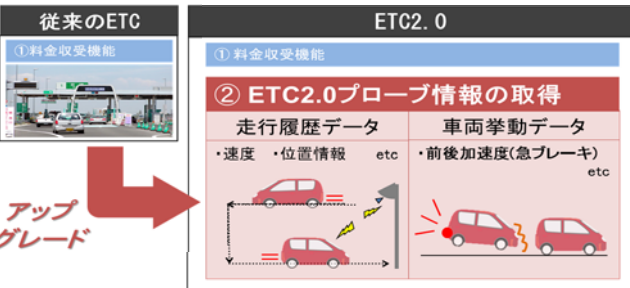 従来のETC
①料金収受機能
アップ
グレード
ETC2.0
①料金収受機能
② ETC2.0プローブ情報の取得
走行履歴データ
・速度 ・位置情報 etc
車両挙動データ
・前後加速度(急ブレーキ)
etc